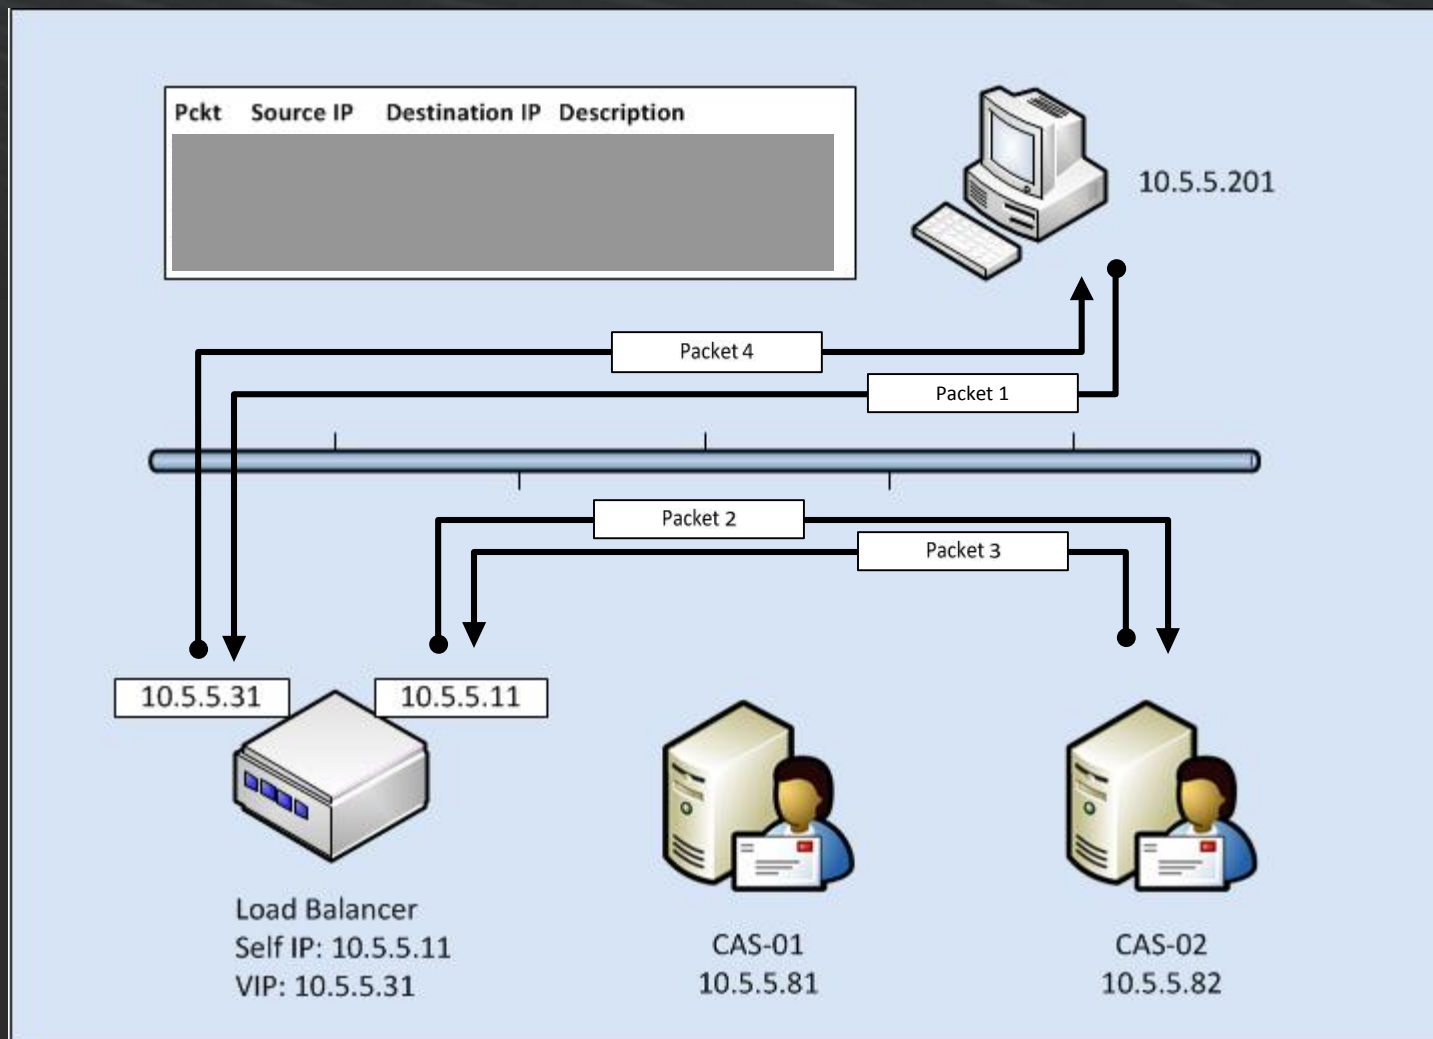 Pckt Source IP Destination IP Description
10.5.5.201
Packet 4
Packet 1
Packet 2
Packet 3
10.5.5.31
10.5.5.11
Load Balancer
Self IP: 10.5.5.11
VIP: 10.5.5.31
CAS-01
10.5.5.81
CAS-02
10.5.5.82